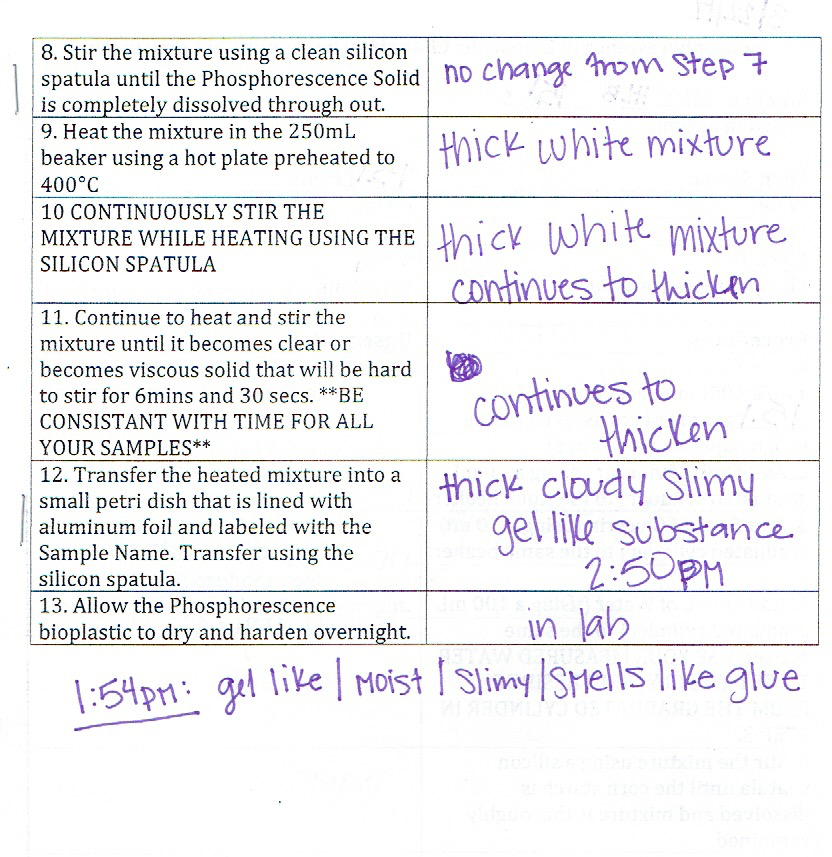 8. Stir the mixture using a clean silicon
spatula until the Phosphorescence Solid
is completely dissolved through out.
no change from Step 7
9. Heat the mixture in the 250mL
beaker using a hot plate preheated to
400°C
thick white mixture
10 CONTINUOUSLY STIR THE
MIXTURE WHILE HEATING USING THE
SILICON SPATULA
thick white mixture
continues to thicken
11. Continue to heat and stir the
mixture until it becomes clear or
becomes viscous solid that will be hard
to stir for 6mins and 30 secs. **BE
CONSISTANT WITH TIME FOR ALL
YOUR SAMPLES**
continues to
thicken
12. Transfer the heated mixture into a
small petri dish that is lined with
aluminum foil and labeled with the
Sample Name. Transfer using the
silicon spatula.
thick cloudy Slimy
gel like substance
2:50PM
13. Allow the Phosphorescence
bioplastic to dry and harden overnight.
in lab
1:54pm: gel like | Moist | Slimy | Smells like glue